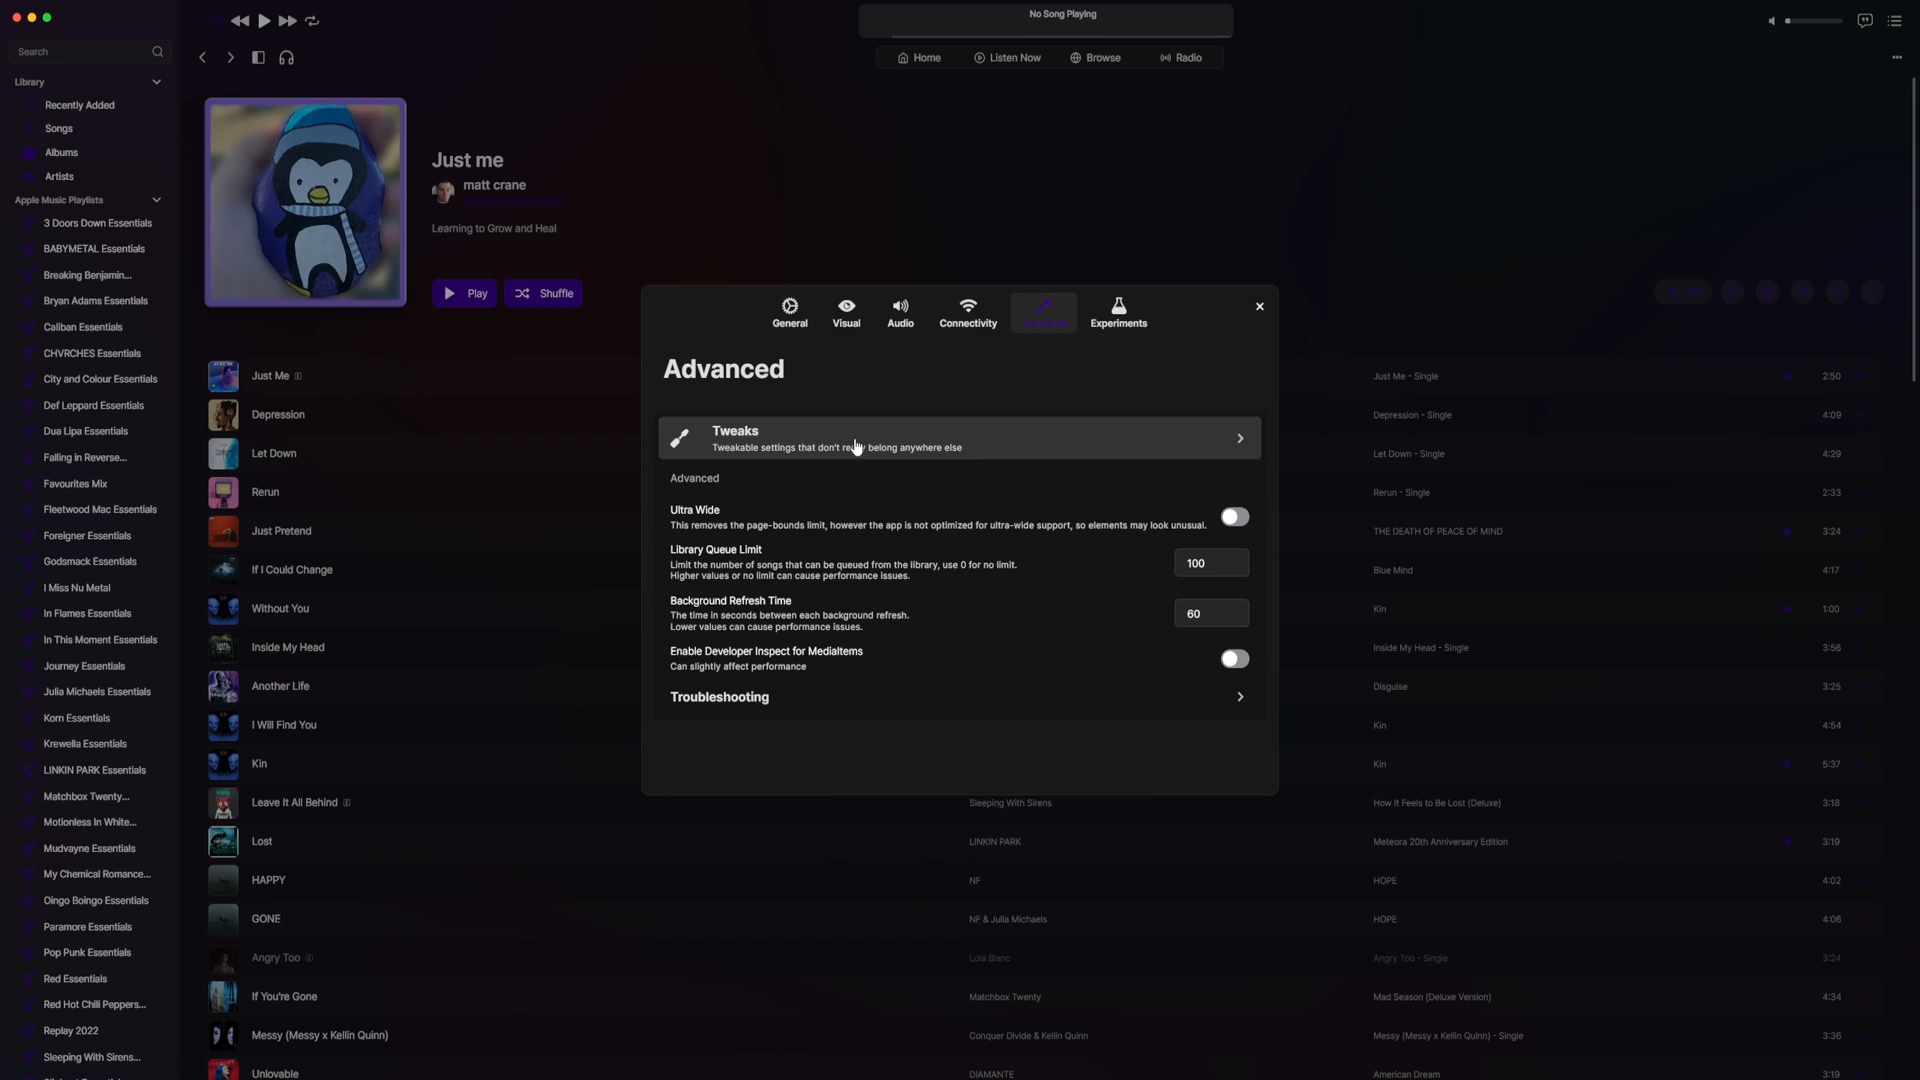 No Song Playing
Search
Home
Listen Now
Browse
Radio
Library
Recently Added
Songs
Albums
Artists
Apple Music Playlists
3 Doors Down Essentials
BABYMETAL Essentials
Breaking Benjamin...
Bryan Adams Essentials
Caliban Essentials
CHVRCHES Essentials
City and Colour Essentials
Def Leppard Essentials
Dua Lipa Essentials
Falling in Reverse...
Favourites Mix
Fleetwood Mac Essentials
Foreigner Essentials
Godsmack Essentials
I Miss Nu Metal
In Flames Essentials
In This Moment Essentials
Journey Essentials
Julia Michaels Essentials
Korn Essentials
Krewella Essentials
LINKIN PARK Essentials
Matchbox Twenty...
Motionless In White...
Mudvayne Essentials
My Chemical Romance...
Oingo Boingo Essentials
Paramore Essentials
Pop Punk Essentials
Red Essentials
Red Hot Chili Peppers...
Replay 2022
Sleeping With Sirens...
Just me
matt crane
Learning to Grow and Heal
Play
Shuffle
General
Visual
Audio
Connectivity
Advanced
Experiments
Advanced
Tweaks
Tweakable settings that don't really belong anywhere else
Advanced
Ultra Wide
This removes the page-bounds limit, however the app is not optimized for ultra-wide support, so elements may look unusual.
Library Queue Limit
Limit the number of songs that can be queued from the library, use 0 for no limit.
Higher values or no limit can cause performance issues.
100
Background Refresh Time
The time in seconds between each background refresh.
Lower values can cause performance issues.
60
Enable Developer Inspect for MediaItems
Can slightly affect performance
Troubleshooting
Just Me Just Me - Single 2:50
Depression Depression - Single 4:09
Let Down Let Down - Single 4:29
Rerun Rerun - Single 2:33
Just Pretend THE DEATH OF PEACE OF MIND 3:24
If I Could Change Blue Mind 4:17
Without You Kin 1:00
Inside My Head Inside My Head - Single 3:56
Another Life Disguise 3:25
I Will Find You Kin 4:54
Kin Kin 5:37
Leave It All Behind Sleeping With Sirens How It Feels to Be Lost (Deluxe) 3:18
Lost LINKIN PARK Meteora 20th Anniversary Edition 3:19
HAPPY NF HOPE 4:02
GONE NF & Julia Michaels HOPE 4:06
Angry Too Lola Blanc Angry Too - Single 3:24
If You're Gone Matchbox Twenty Mad Season (Deluxe Version) 4:34
Messy (Messy x Kellin Quinn) Conquer Divide & Kellin Quinn Messy (Messy x Kellin Quinn) - Single 3:36
Unlovable DIAMANTE American Dream 3:19